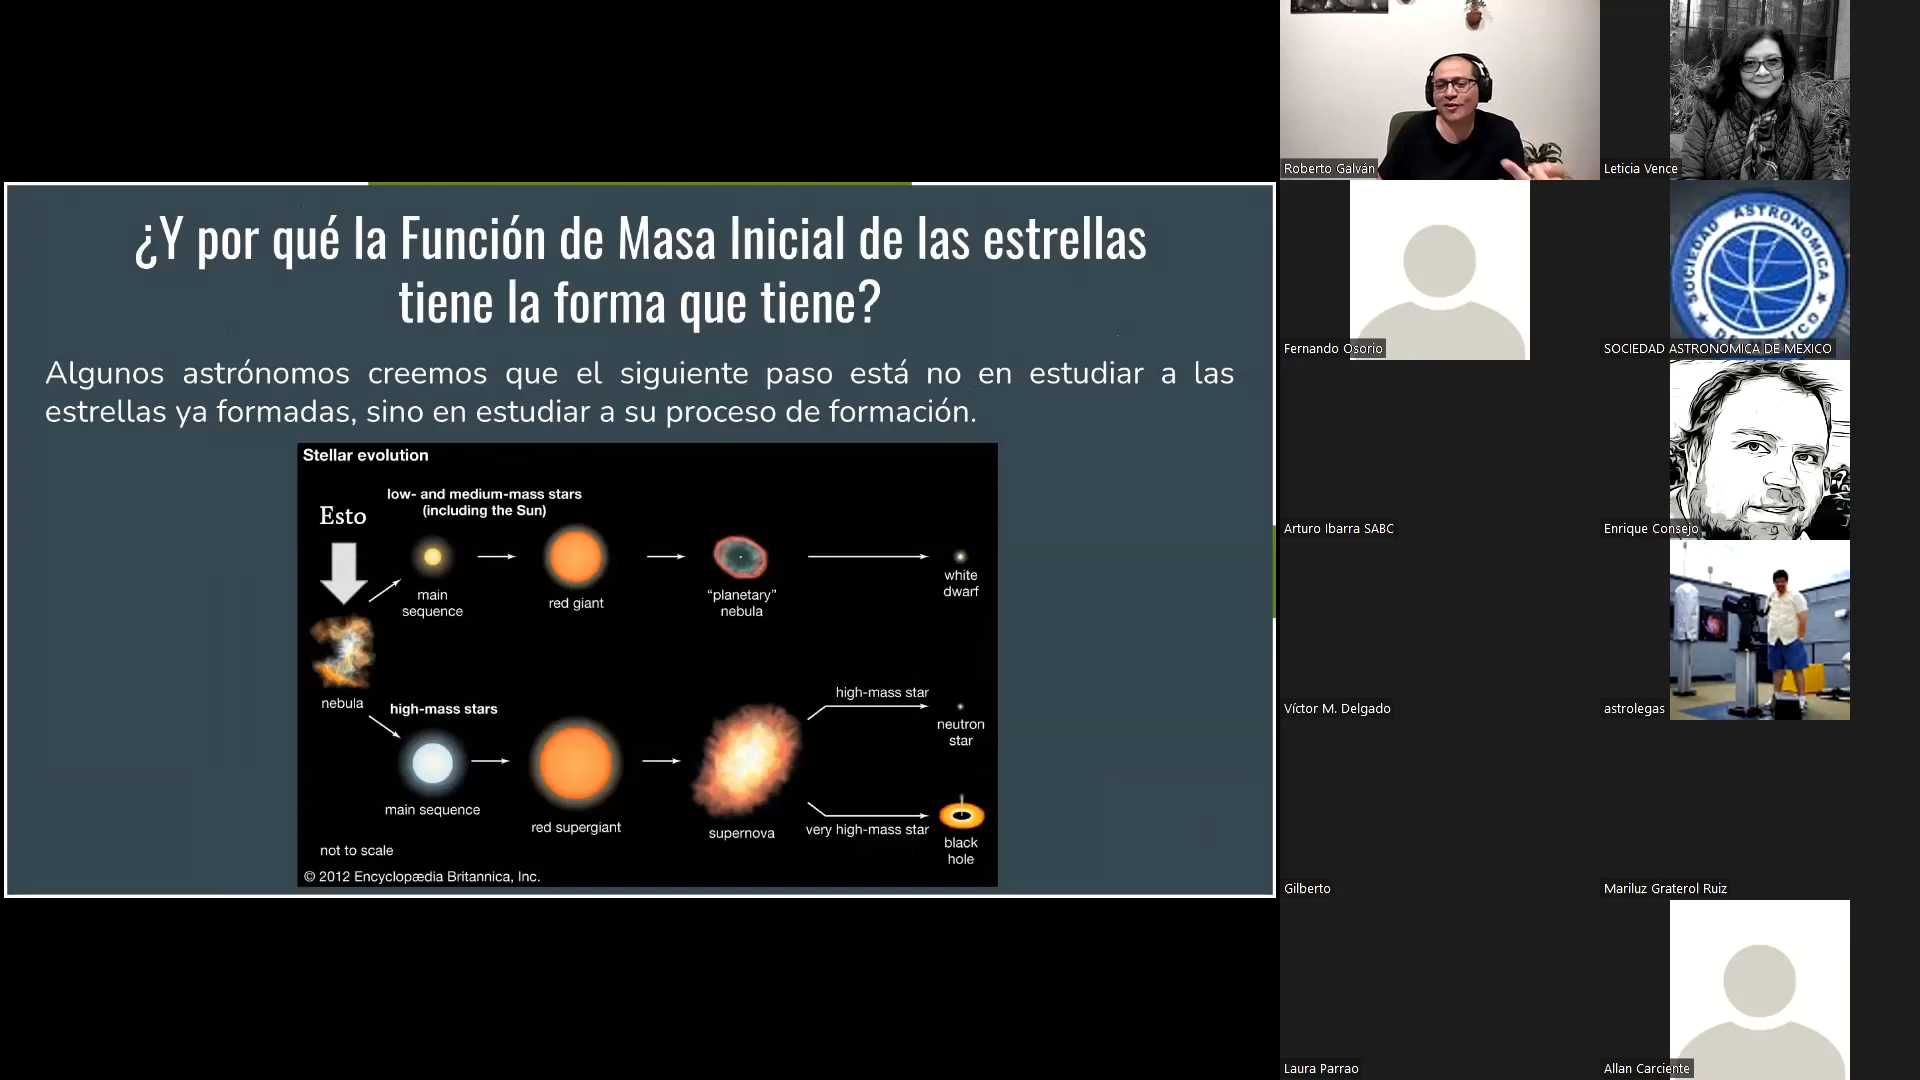 ¿Y por qué la Función de Masa Inicial de las estrellas
tiene la forma que tiene?
Algunos astrónomos creemos que el siguiente paso está no en estudiar a las
estrellas ya formadas, sino en estudiar a su proceso de formación.
Stellar evolution
low- and medium-mass stars
(including the Sun)
Esto
main
sequence
red giant
"planetary"
nebula
white
dwarf
nebula
high-mass stars
main sequence
red supergiant
supernova
high-mass star
neutron
star
very high-mass star
black
hole
not to scale
© 2012 Encyclopædia Britannica, Inc.
Roberto Galván
Leticia Vence
Fernando Osorio
SOCIEDAD ASTRONOMICA
DE MEXICO
SOCIEDAD ASTRONOMICA DE MEXICO
Arturo Ibarra SABC
Enrique Consejo
Víctor M. Delgado
astrolegas
Gilberto
Mariluz Graterol Ruiz
Laura Parrao
Allan Carciente